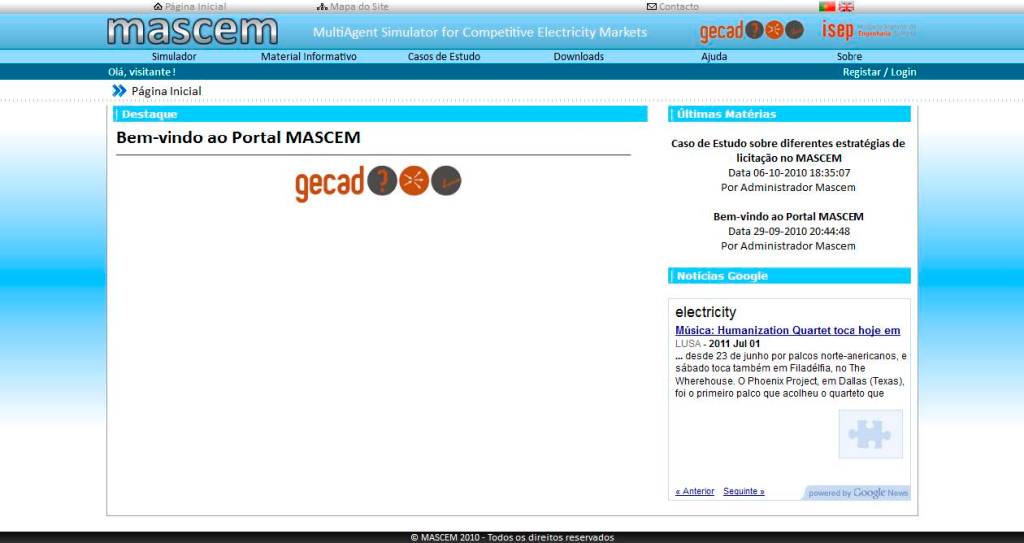 Página Inicial Mapa do Site Contacto
mascem MultiAgent Simulator for Competitive Electricity Markets gecad ? isep
Simulador Material Informativo Casos de Estudo Downloads Ajuda Sobre
Olá, visitante! Registar / Login
Página Inicial
Destaque
Bem-vindo ao Portal MASCEM
gecad ?
Últimas Matérias
Caso de Estudo sobre diferentes estratégias de
licitação no MASCEM
Data 06-10-2010 18:35:07
Por Administrador Mascem
Bem-vindo ao Portal MASCEM
Data 29-09-2010 20:44:48
Por Administrador Mascem
Notícias Google
electricity
Música: Humanization Quartet toca hoje em
LUSA - 2011 Jul 01
... desde 23 de junho por palcos norte-anericanos, e
sábado toca também em Filadélfia, no The
Wherehouse. O Phoenix Project, em Dallas (Texas),
foi o primeiro palco que acolheu o quarteto que
« Anterior Seguinte »
powered by Google News
© MASCEM 2010 - Todos os direitos reservados